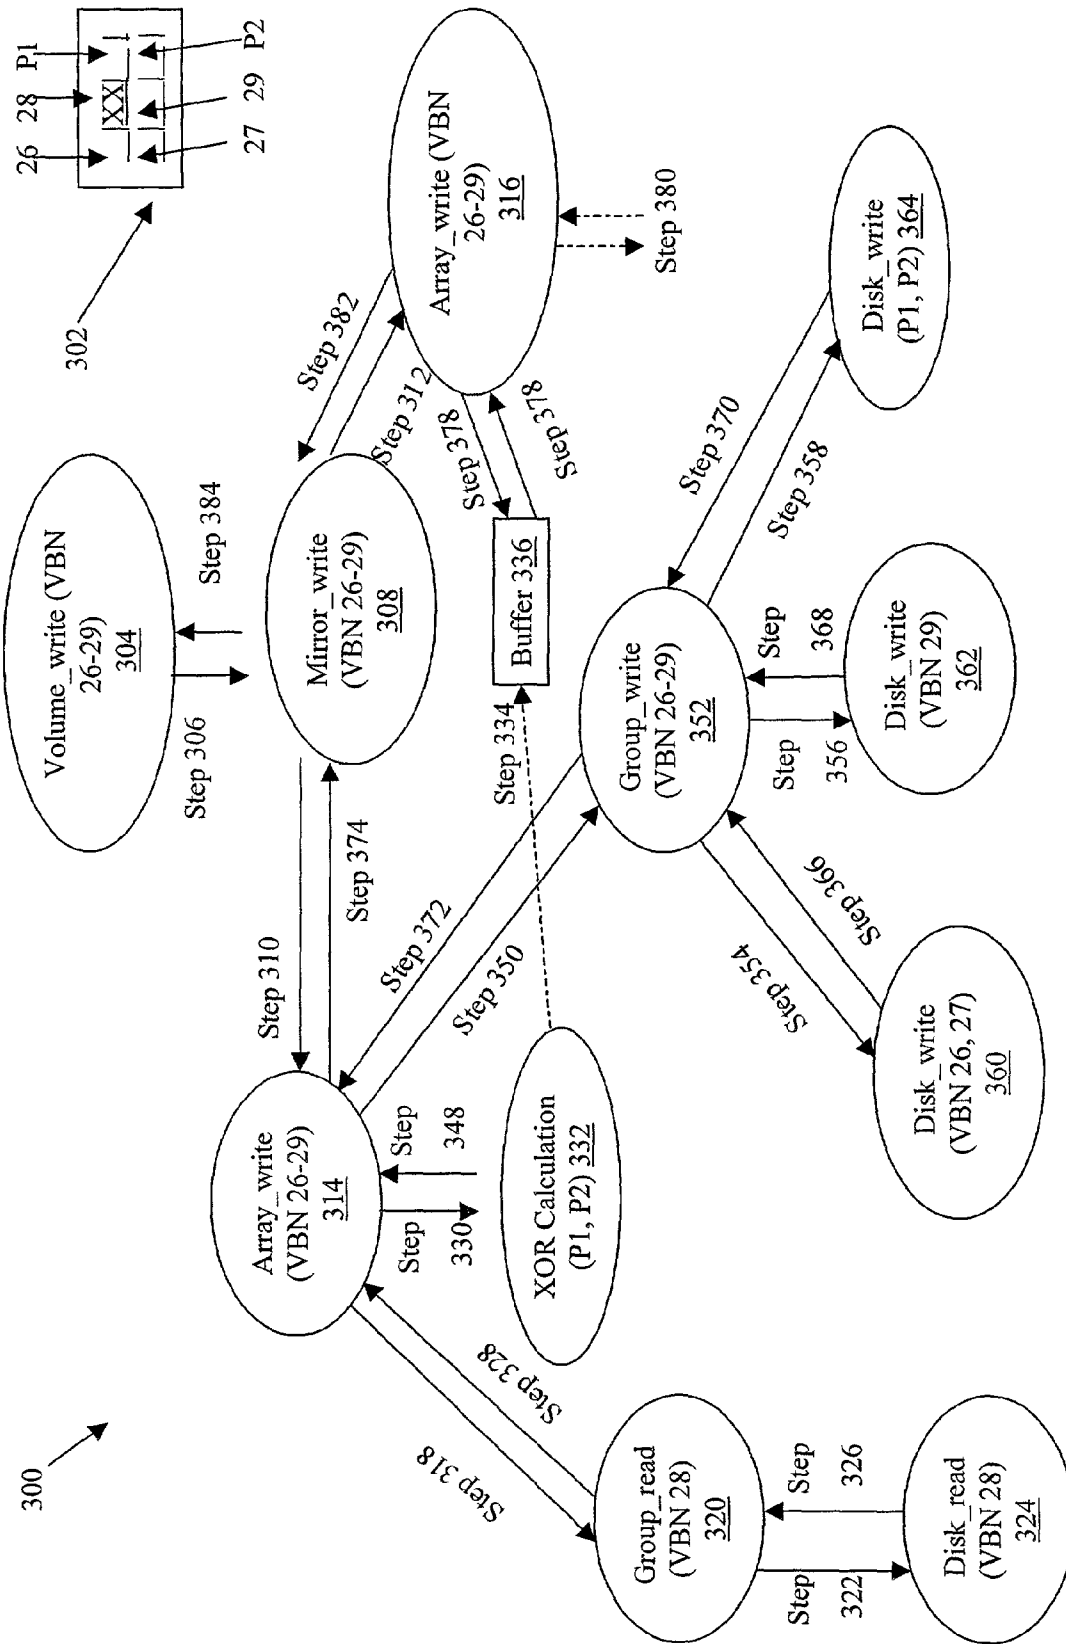 300
302
26
28
P1
27
29
P2
XX
Volume_write (VBN
26-29)
304
Step 306
Step 384
Mirror_write
(VBN 26-29)
308
Step 310
Step 374
Step 382
Step 312
Array_write
(VBN 26-29)
314
Array_write (VBN
26-29)
316
Step 380
Step 378
Step 378
Buffer 336
Step 334
Step
330
Step
348
XOR Calculation
(P1, P2) 332
Step 318
Step 328
Group_read
(VBN 28)
320
Step
322
Step
326
Disk_read
(VBN 28)
324
Step 372
Step 350
Group_write
(VBN 26-29)
352
Step 354
Step 366
Step
356
Step
368
Step 370
Step 358
Disk_write
(VBN 26, 27)
360
Disk_write
(VBN 29)
362
Disk_write
(P1, P2) 364